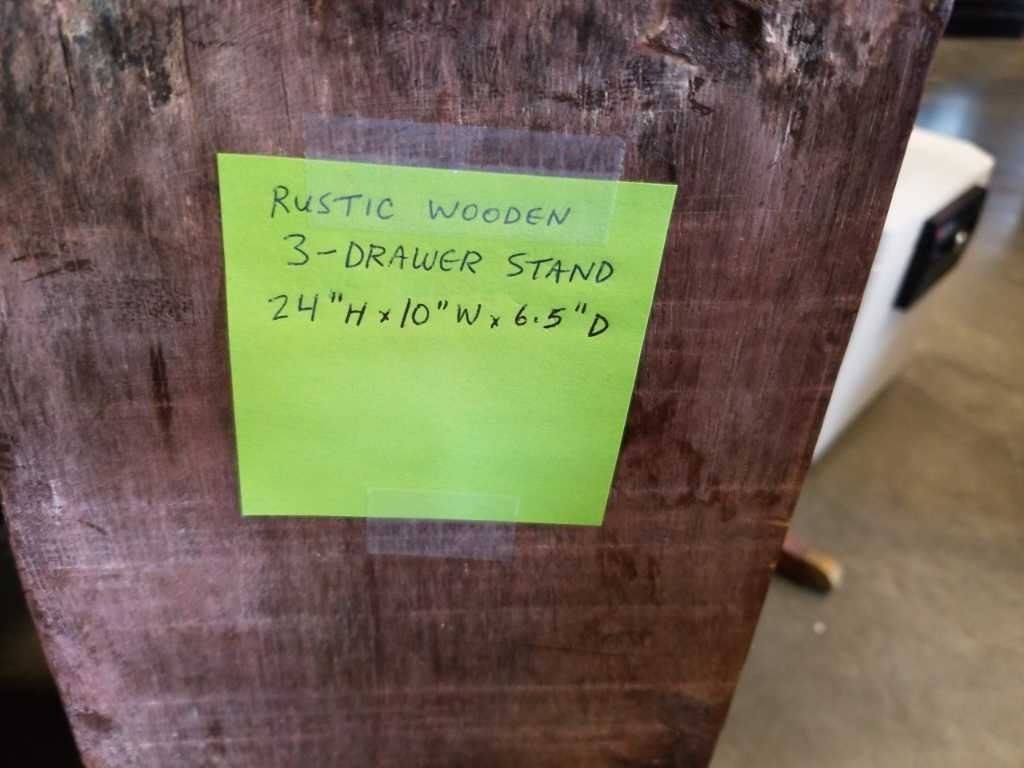 RUSTIC WOODEN
3-DRAWER STAND
24"H x 10"W x 6.5"D